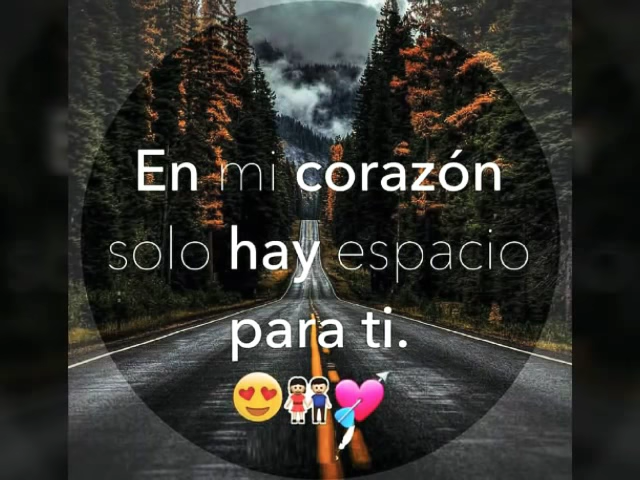 En mi corazón
solo hay espacio
para ti.
😍👫💘